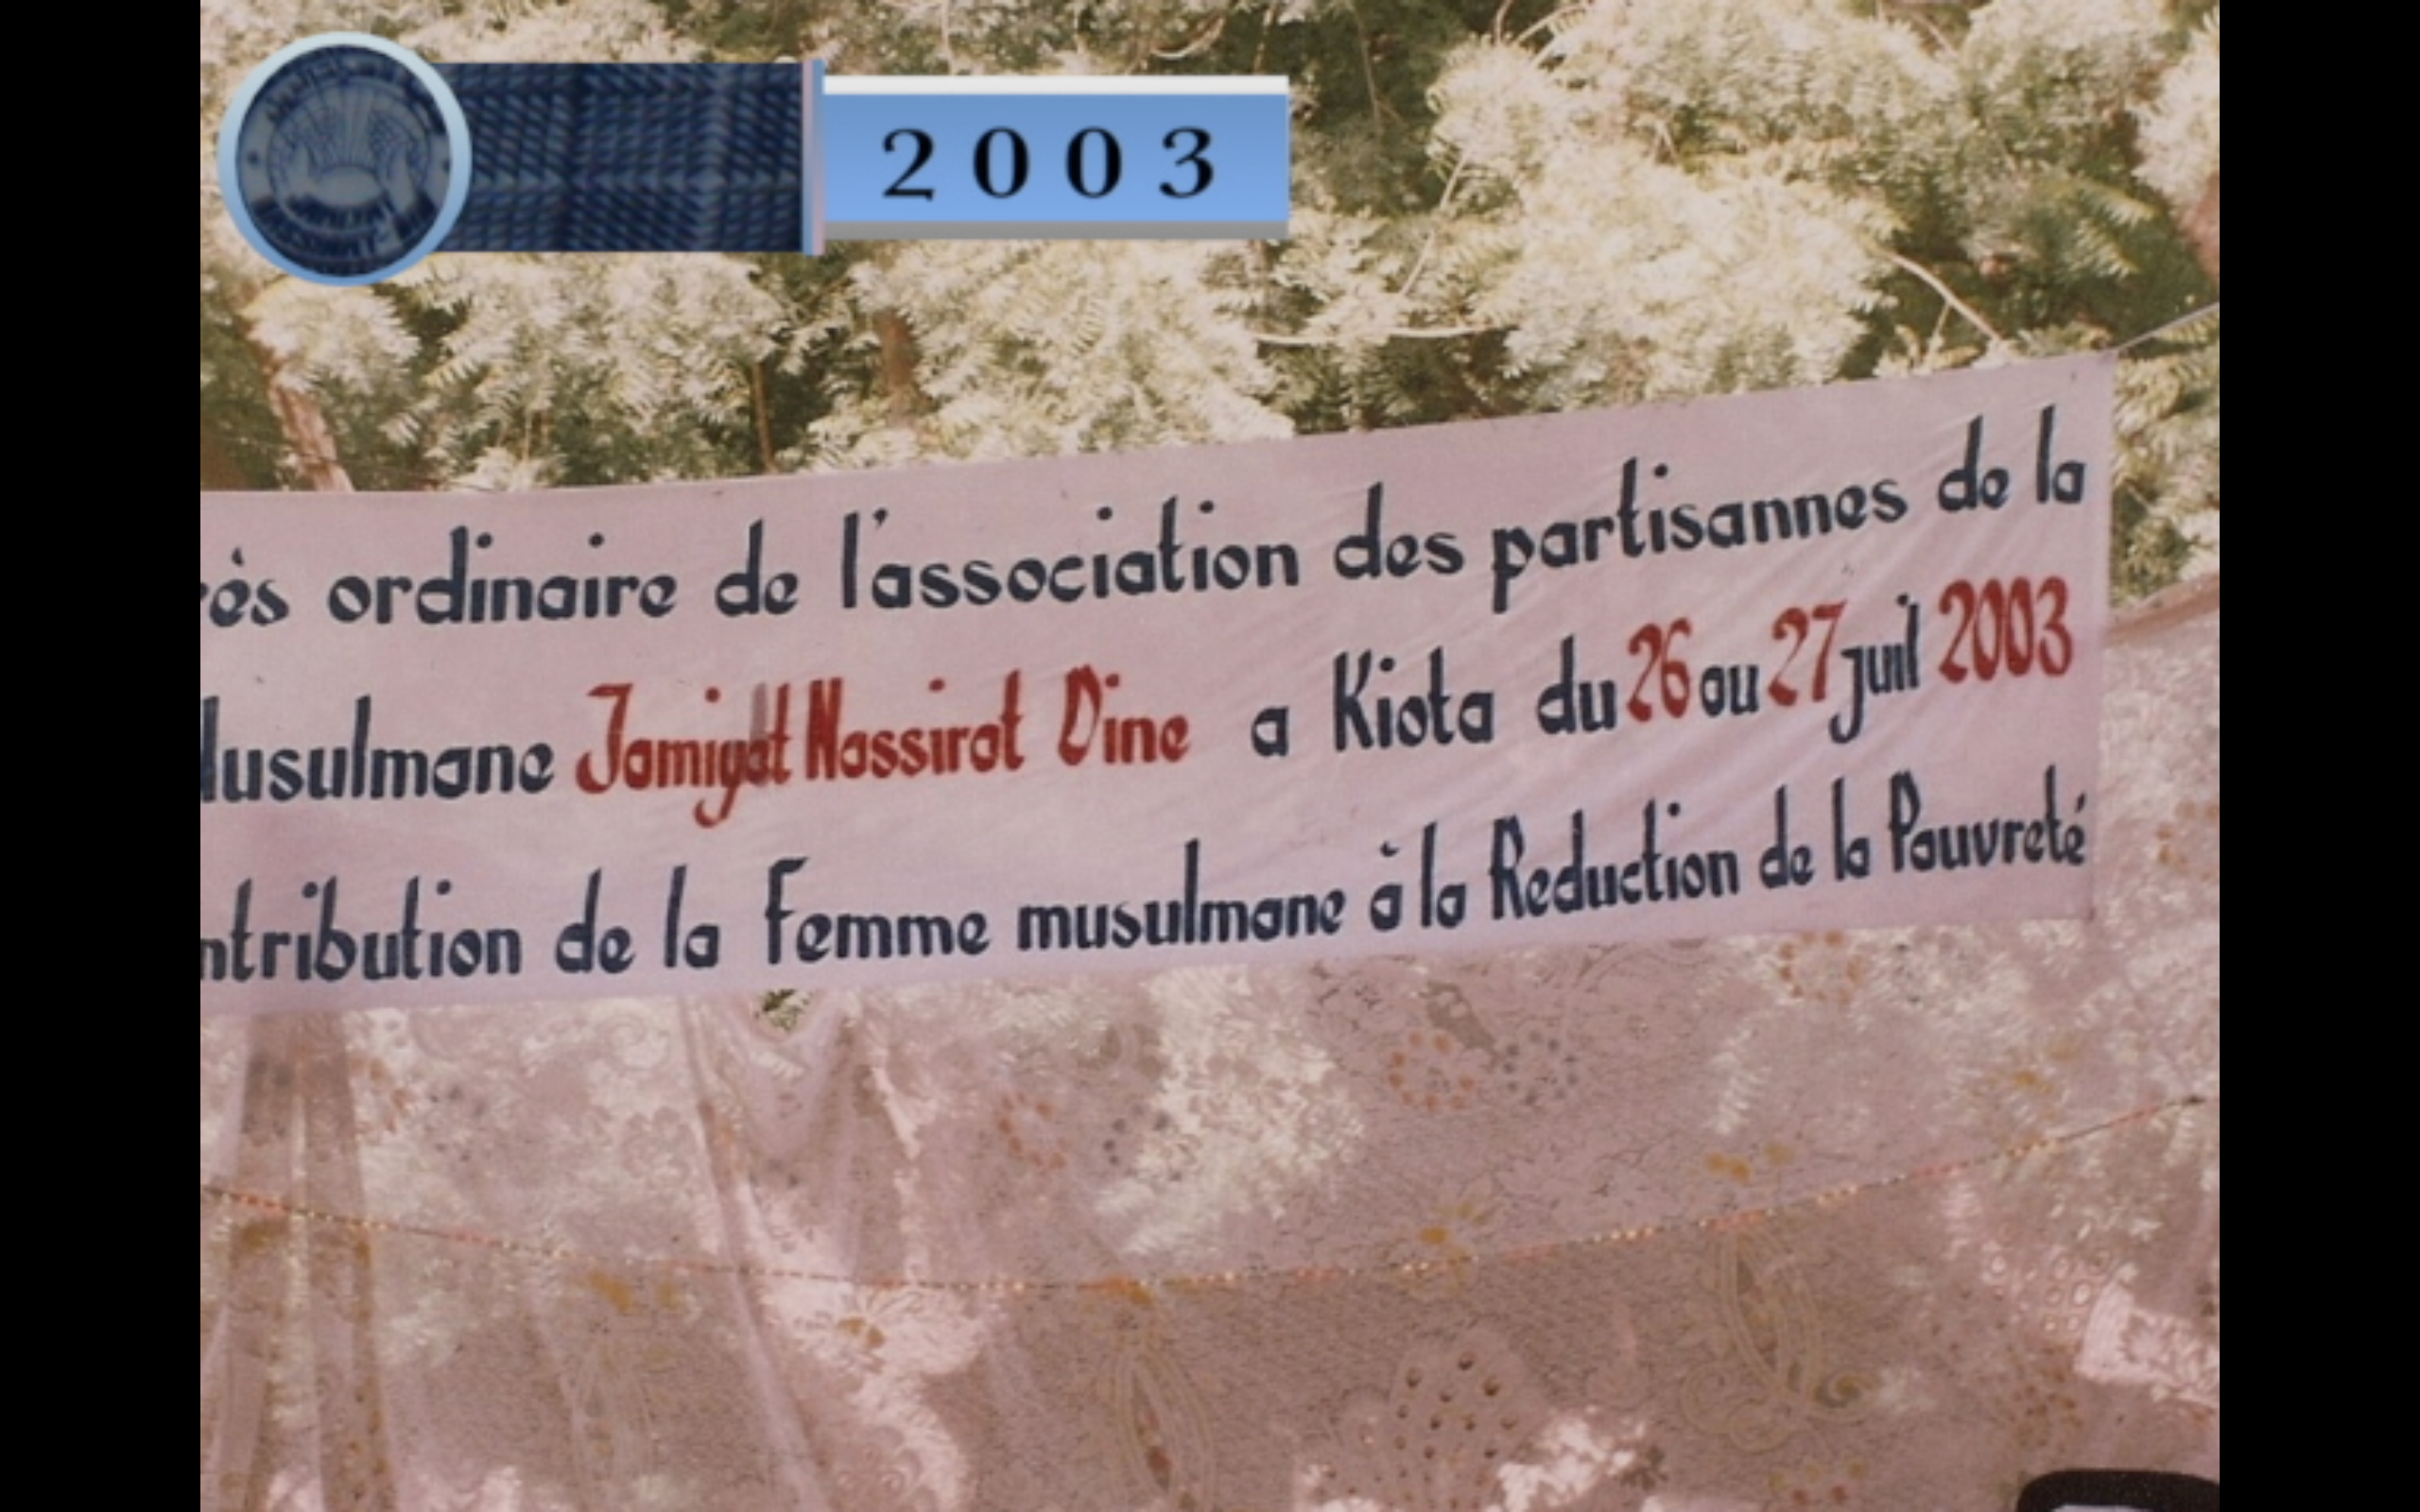 2003
rès ordinaire de l'association des partisannes de la
Musulmane Jamiyat Nassirat Dine a Kiota du 26 au 27 juil 2003
ntribution de la Femme musulmane à la Reduction de la Pauvreté